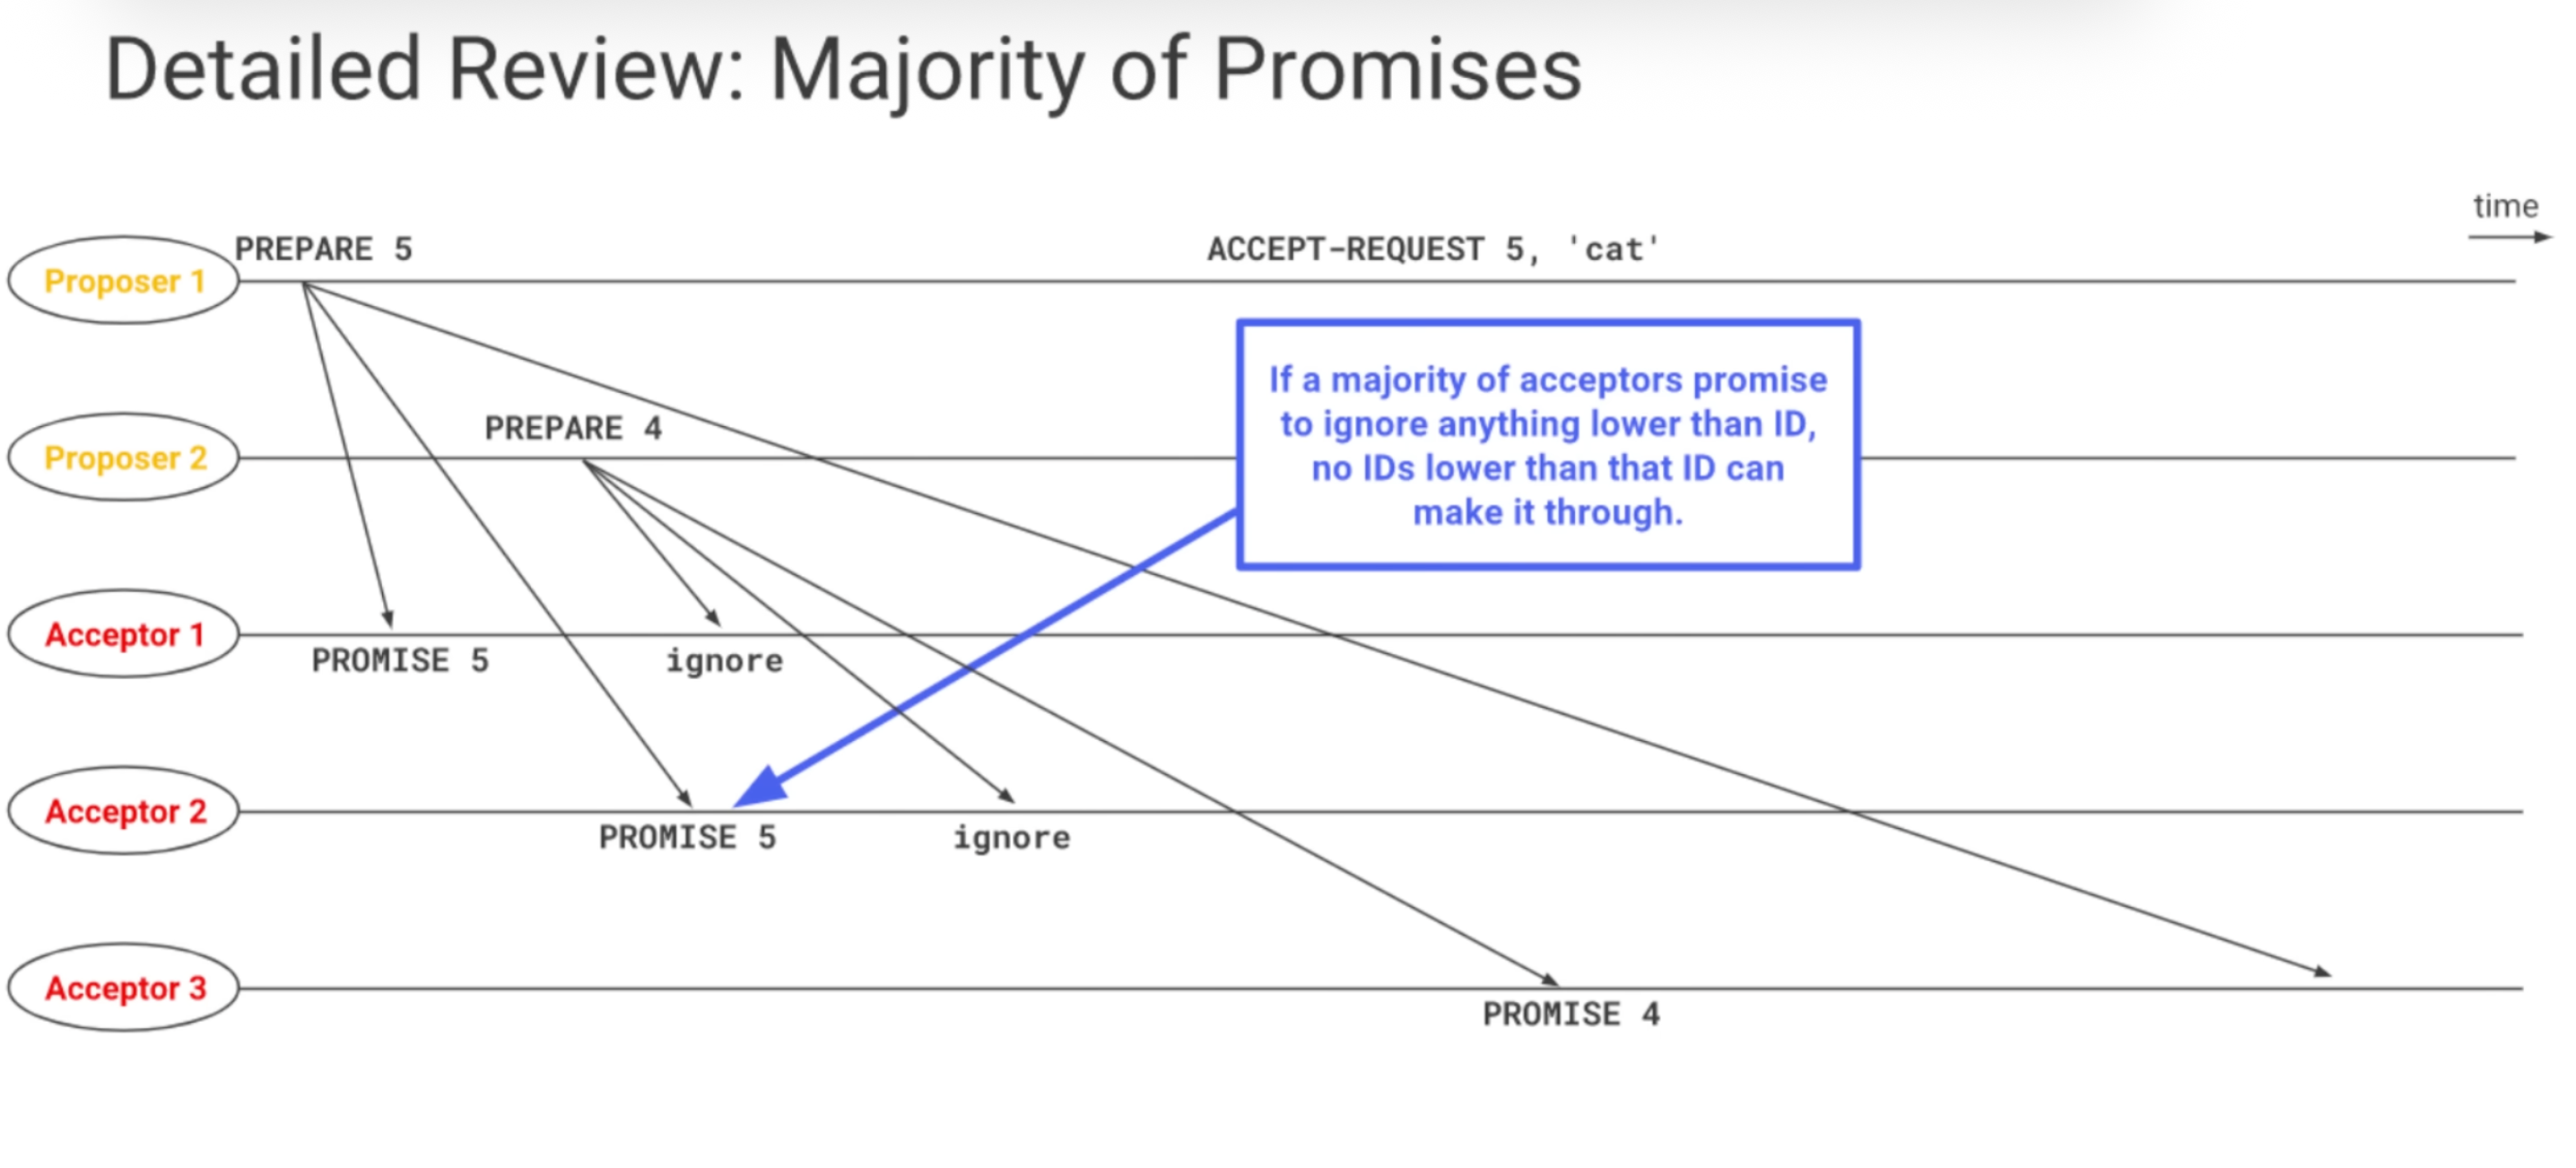 Detailed Review: Majority of Promises
time
PREPARE 5
ACCEPT-REQUEST 5, 'cat'
Proposer 1
If a majority of acceptors promise
to ignore anything lower than ID,
no IDs lower than that ID can
make it through.
PREPARE 4
Proposer 2
Acceptor 1
PROMISE 5
ignore
Acceptor 2
PROMISE 5
ignore
Acceptor 3
PROMISE 4